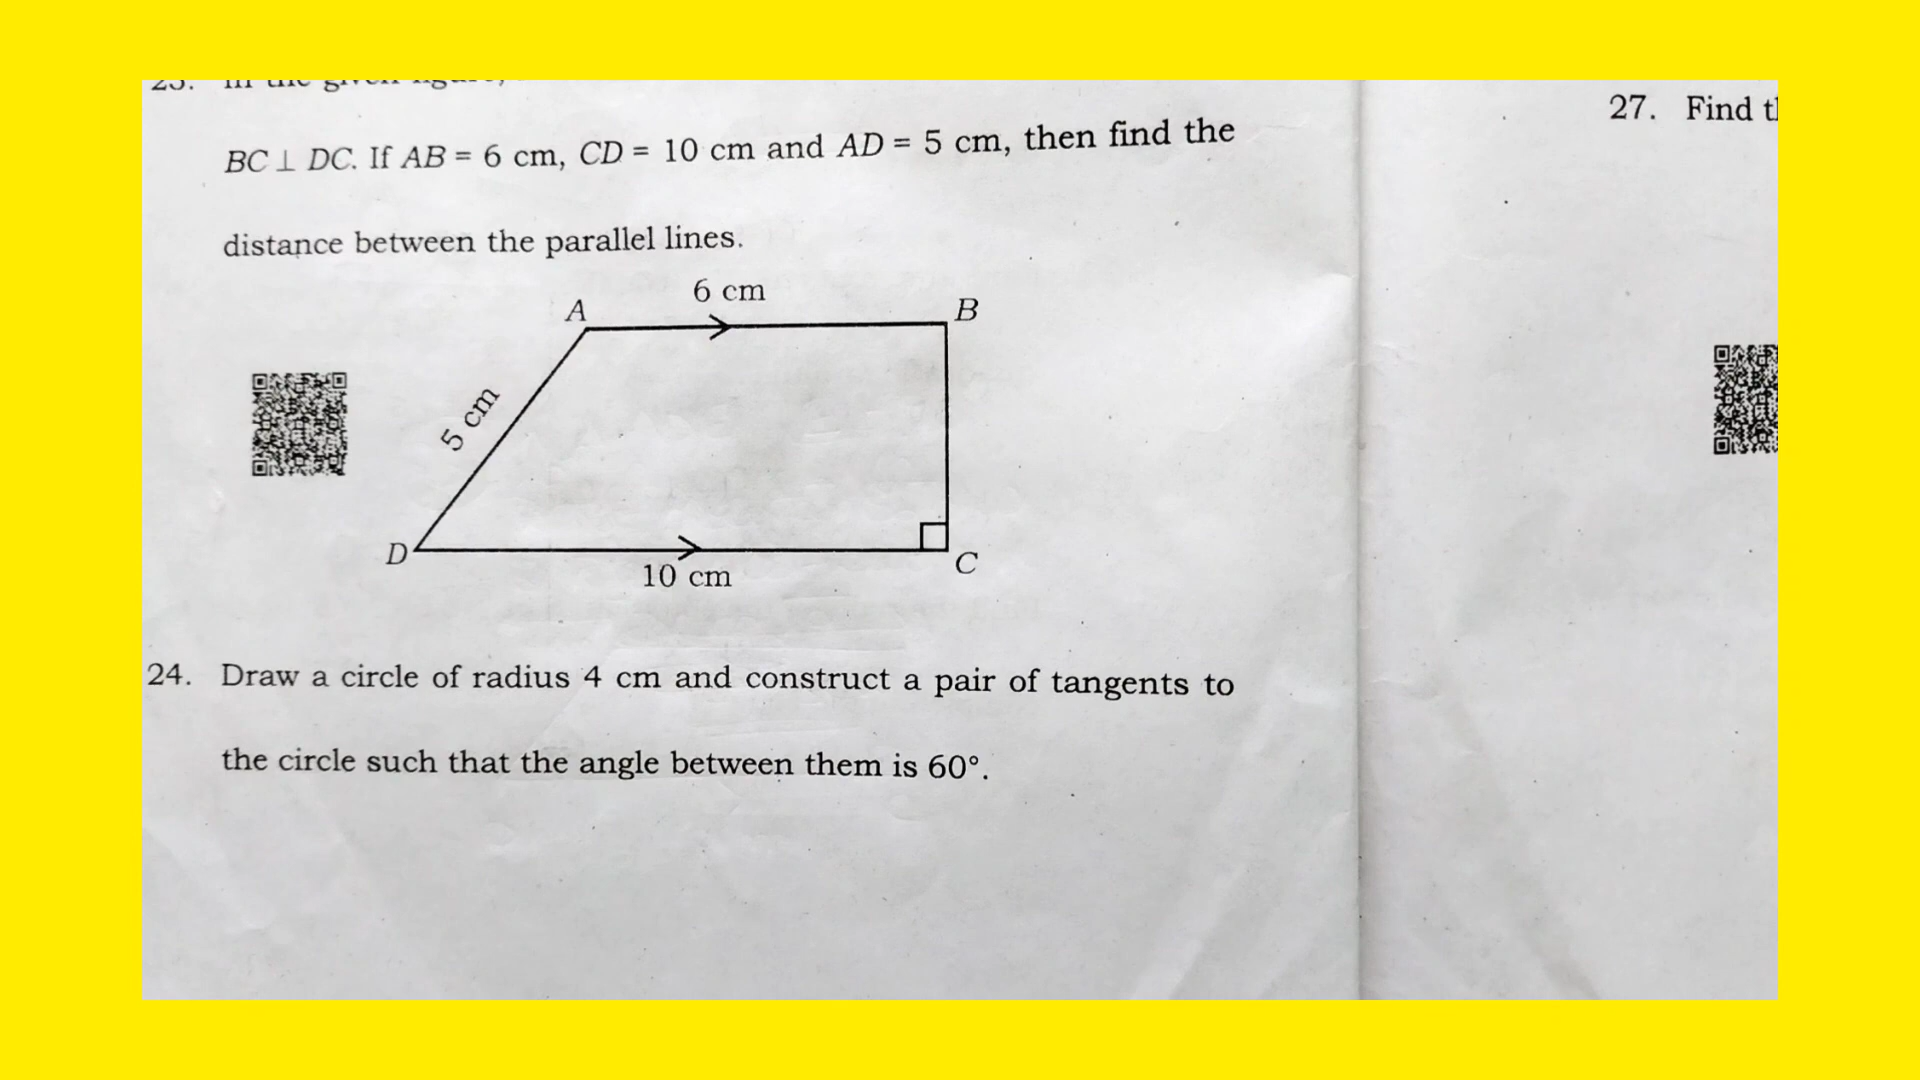 BC ⊥ DC. If AB = 6 cm, CD = 10 cm and AD = 5 cm, then find the
distance between the parallel lines.
6 cm
A
B
5 cm
D
C
10 cm
24. Draw a circle of radius 4 cm and construct a pair of tangents to
the circle such that the angle between them is 60°.
27. Find